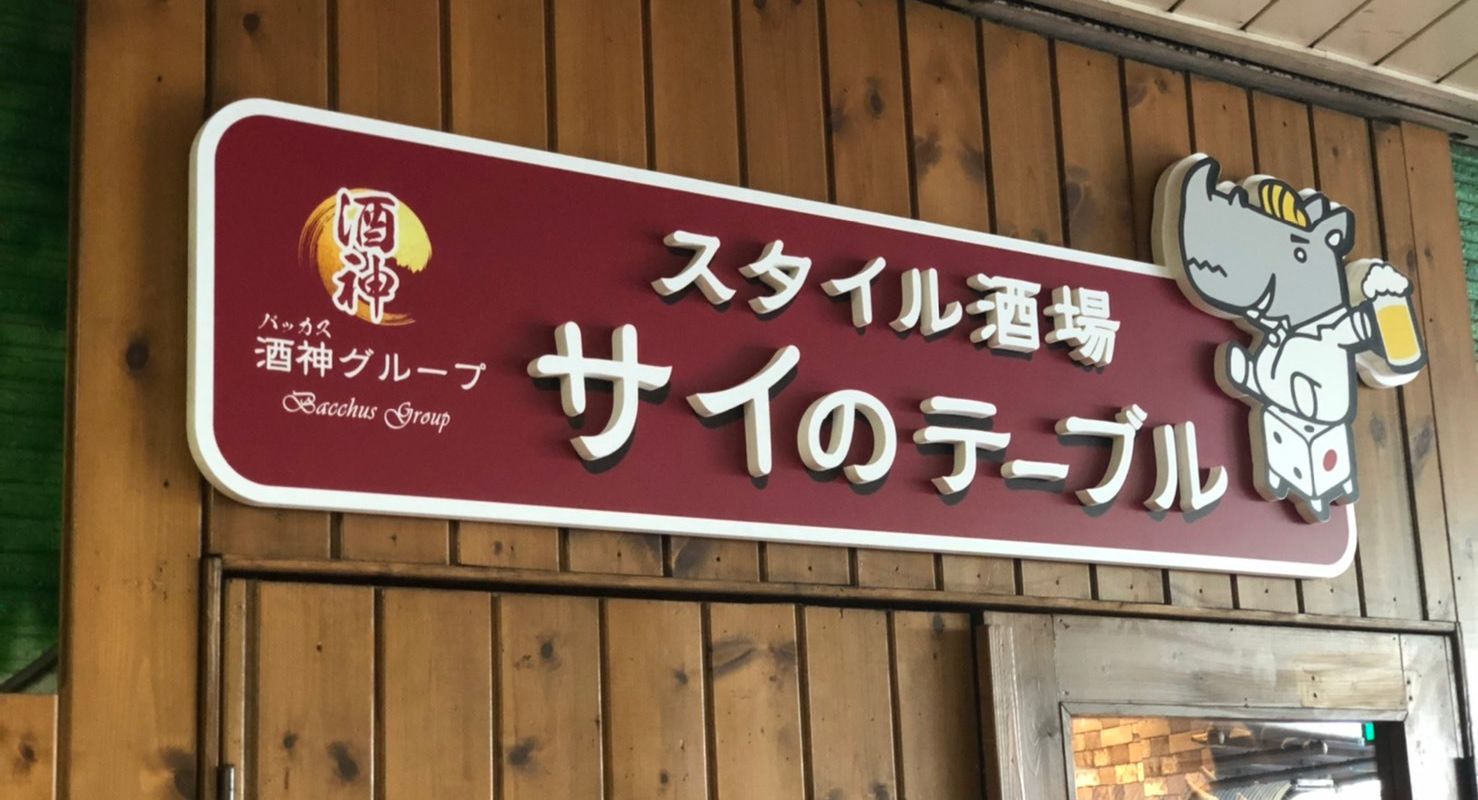 酒神
バッカス
酒神グループ
Bacchus Group
スタイル酒場
サイのテーブル